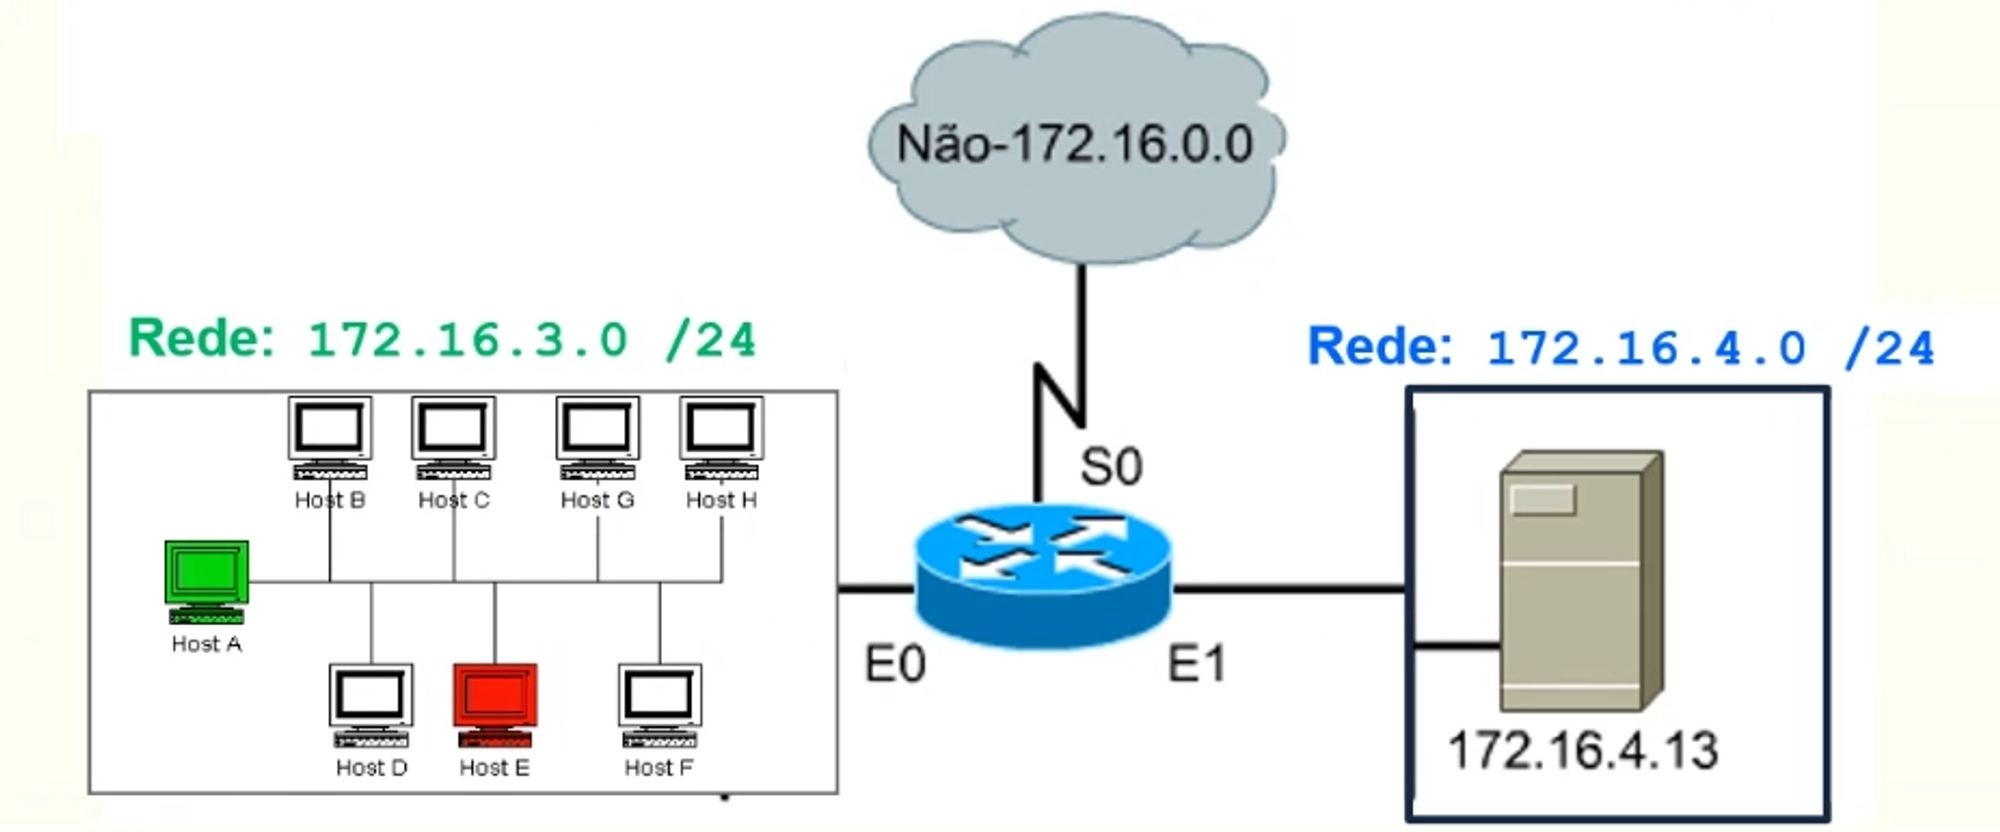 Não-172.16.0.0
Rede: 172.16.3.0 /24
Rede: 172.16.4.0 /24
Host B
Host C
Host G
Host H
S0
Host A
E0
E1
Host D
Host E
Host F
172.16.4.13